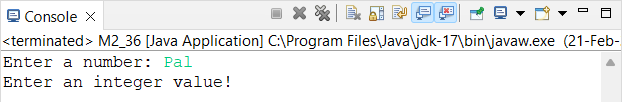 Console
<terminated> M2_36 [Java Application] C:\Program Files\Java\jdk-17\bin\javaw.exe (21-Feb-
Enter a number: Pal
Enter an integer value!